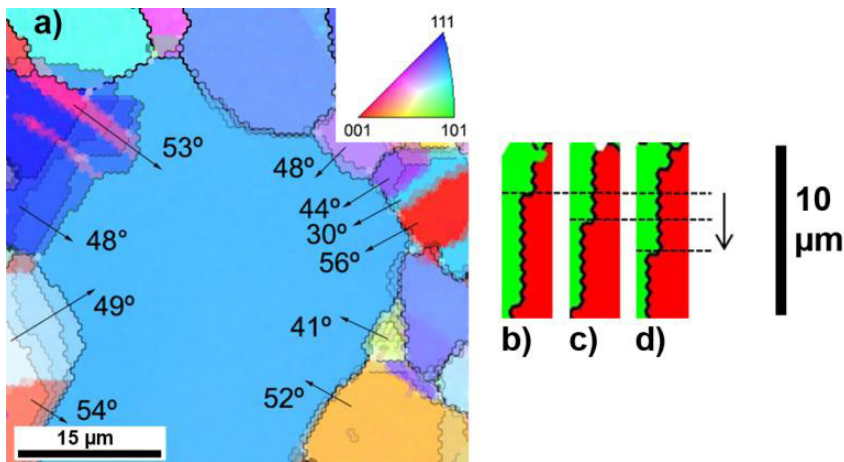 a)
111
001
101
53º
48º
48º
44º
30º
56º
49º
41º
52º
54º
15 µm
10
µm
b)
c)
d)